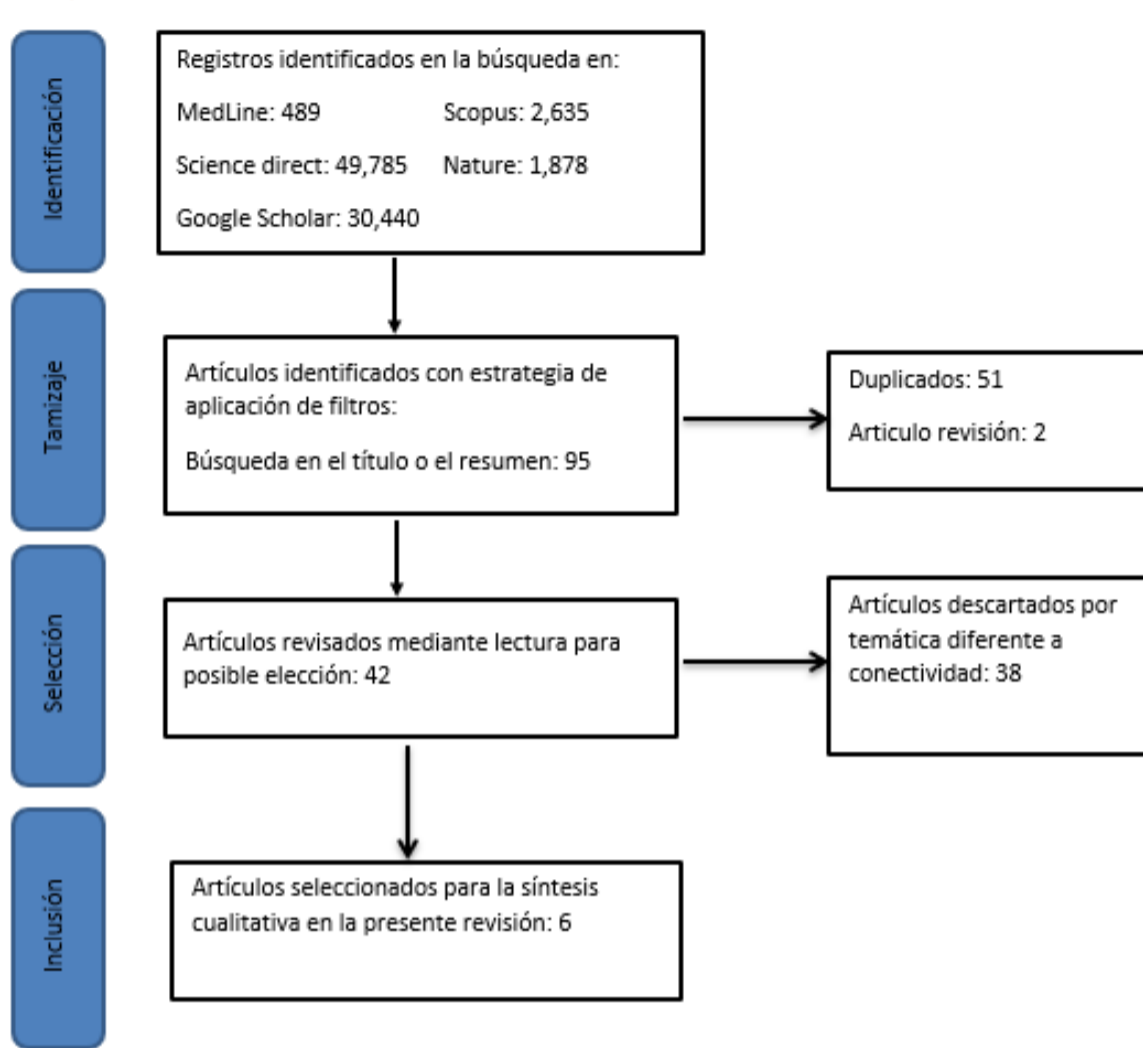 Identificación
Registros identificados en la búsqueda en:
MedLine: 489 Scopus: 2,635
Science direct: 49,785 Nature: 1,878
Google Scholar: 30,440
Tamizaje
Artículos identificados con estrategia de
aplicación de filtros:
Búsqueda en el título o el resumen: 95
Duplicados: 51
Articulo revisión: 2
Selección
Artículos revisados mediante lectura para
posible elección: 42
Artículos descartados por
temática diferente a
conectividad: 38
Inclusión
Artículos seleccionados para la síntesis
cualitativa en la presente revisión: 6